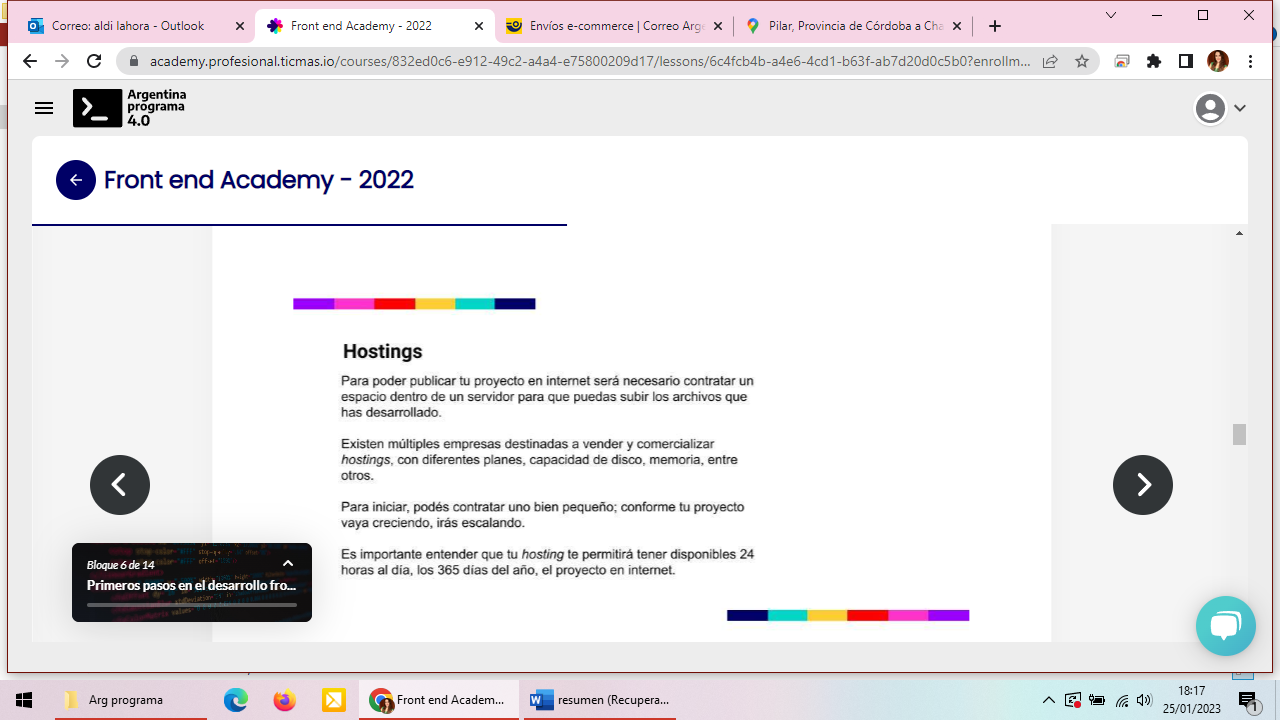 Correo: aldi lahora - Outlook
Front end Academy - 2022
Envíos e-commerce | Correo Arge
Pilar, Provincia de Córdoba a Cha
academy.profesional.ticmas.io/courses/832ee0c6-e912-4962-a4a4-e75800209d17/lessons/6c4fcb4b-a4e6-4cd1-b63f-ab7d20d0c5b0?enrollm...
Argentina
programa
4.0
Front end Academy - 2022
Hostings
Para poder publicar tu proyecto en internet será necesario contratar un
espacio dentro de un servidor para que puedas subir los archivos que
has desarrollado.
Existen múltiples empresas destinadas a vender y comercializar
hostings, con diferentes planes, capacidad de disco, memoria, entre
otros.
Para iniciar, podés contratar uno bien pequeño; conforme tu proyecto
vaya creciendo, irás escalando.
Es importante entender que tu hosting te permitirá tener disponibles 24
horas al día, los 365 días del año, el proyecto en internet.
Bloque 6 de 14
Primeros pasos en el desarrollo fro...
Arg programa
Front end Academ...
resumen (Recupera...
18:17
25/01/2023
1